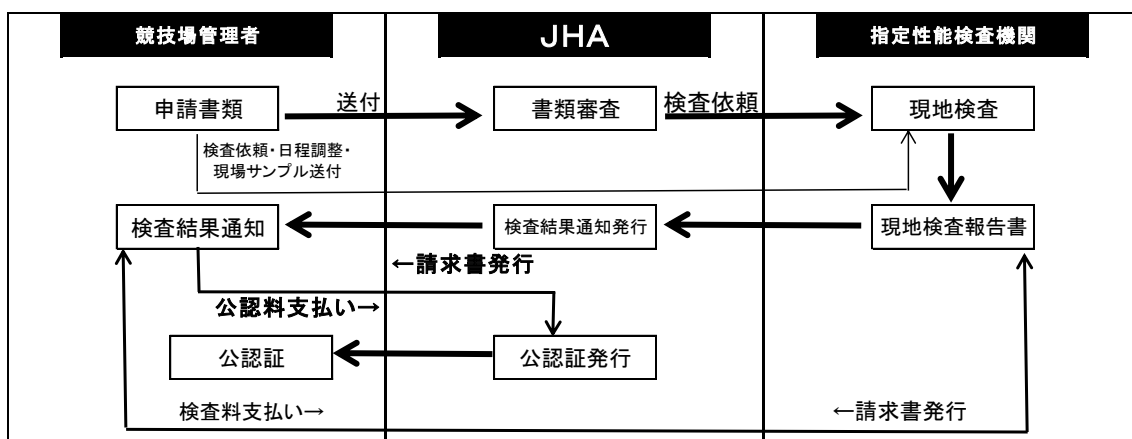 競技場管理者
JHA
指定性能検査機関
申請書類
送付
書類審査
検査依頼
現地検査
検査依頼・日程調整・
現場サンプル送付
検査結果通知
検査結果通知発行
現地検査報告書
←請求書発行
公認料支払い→
公認証
公認証発行
検査料支払い→
←請求書発行